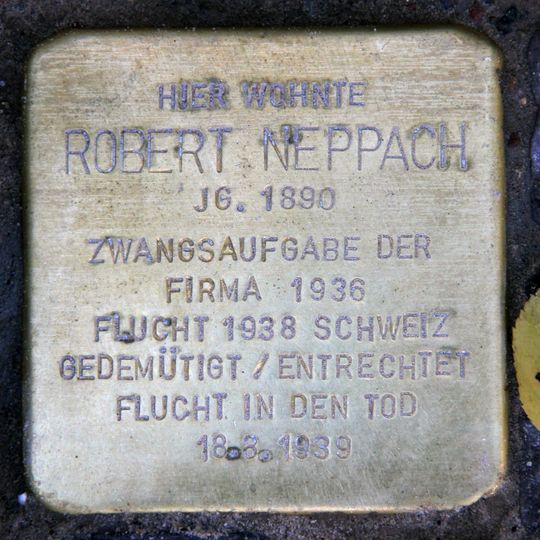 HIER WOHNTE
ROBERT NEPPACH
JG. 1890
ZWANGSAUFGABE DER
FIRMA 1936
FLUCHT 1938 SCHWEIZ
GEDEMÜTIGT / ENTRECHTET
FLUCHT IN DEN TOD
18.8.1939